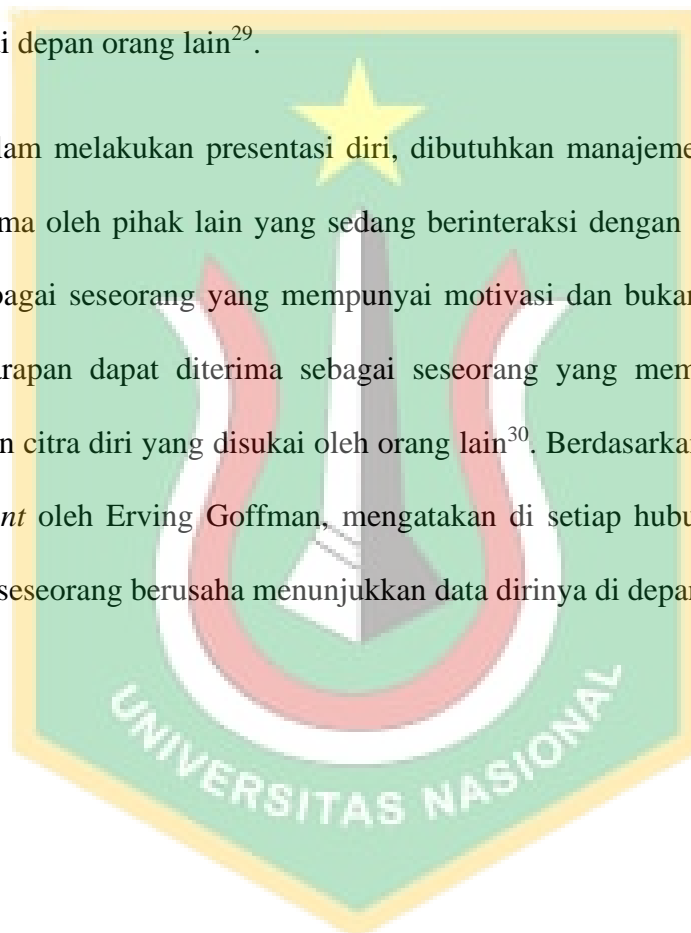 di depan orang lain29.
lam melakukan presentasi diri, dibutuhkan manajeme
ma oleh pihak lain yang sedang berinteraksi dengan
bagai seseorang yang mempunyai motivasi dan bukan
arapan dapat diterima sebagai seseorang yang mem
n citra diri yang disukai oleh orang lain30. Berdasarkan
nt oleh Erving Goffman, mengatakan di setiap hubu
seseorang berusaha menunjukkan data dirinya di depan
UNIVERSITAS NASIONAL